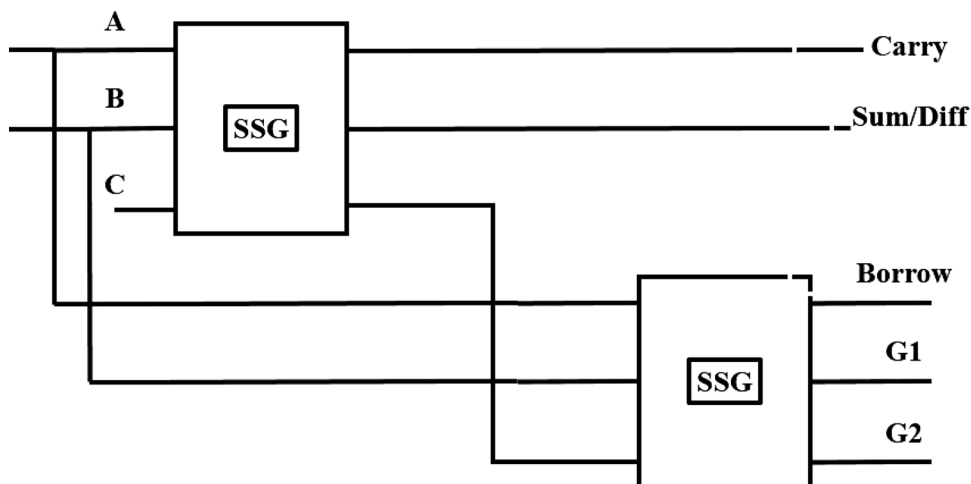 A
Carry
B
SSG
Sum/Diff
C
Borrow
SSG
G1
G2